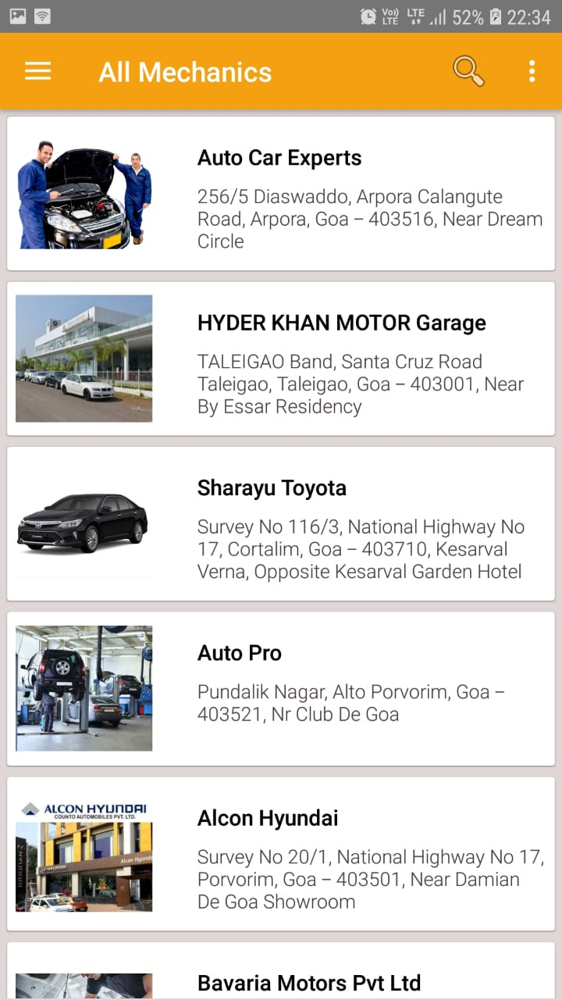 Vo)) LTE LTE 52% 22:34
All Mechanics
Auto Car Experts
256/5 Diaswaddo, Arpora Calangute
Road, Arpora, Goa – 403516, Near Dream
Circle
HYDER KHAN MOTOR Garage
TALEIGAO Band, Santa Cruz Road
Taleigao, Taleigao, Goa – 403001, Near
By Essar Residency
Sharayu Toyota
Survey No 116/3, National Highway No
17, Cortalim, Goa – 403710, Kesarval
Verna, Opposite Kesarval Garden Hotel
Auto Pro
Pundalik Nagar, Alto Porvorim, Goa –
403521, Nr Club De Goa
ALCON HYUNDAI
COUNTO AUTOMOBILES PVT. LTD.
Alcon Hyundai
HYUNDAI
Alcon Hyundai
Survey No 20/1, National Highway No 17,
Porvorim, Goa – 403501, Near Damian
De Goa Showroom
Bavaria Motors Pvt Ltd